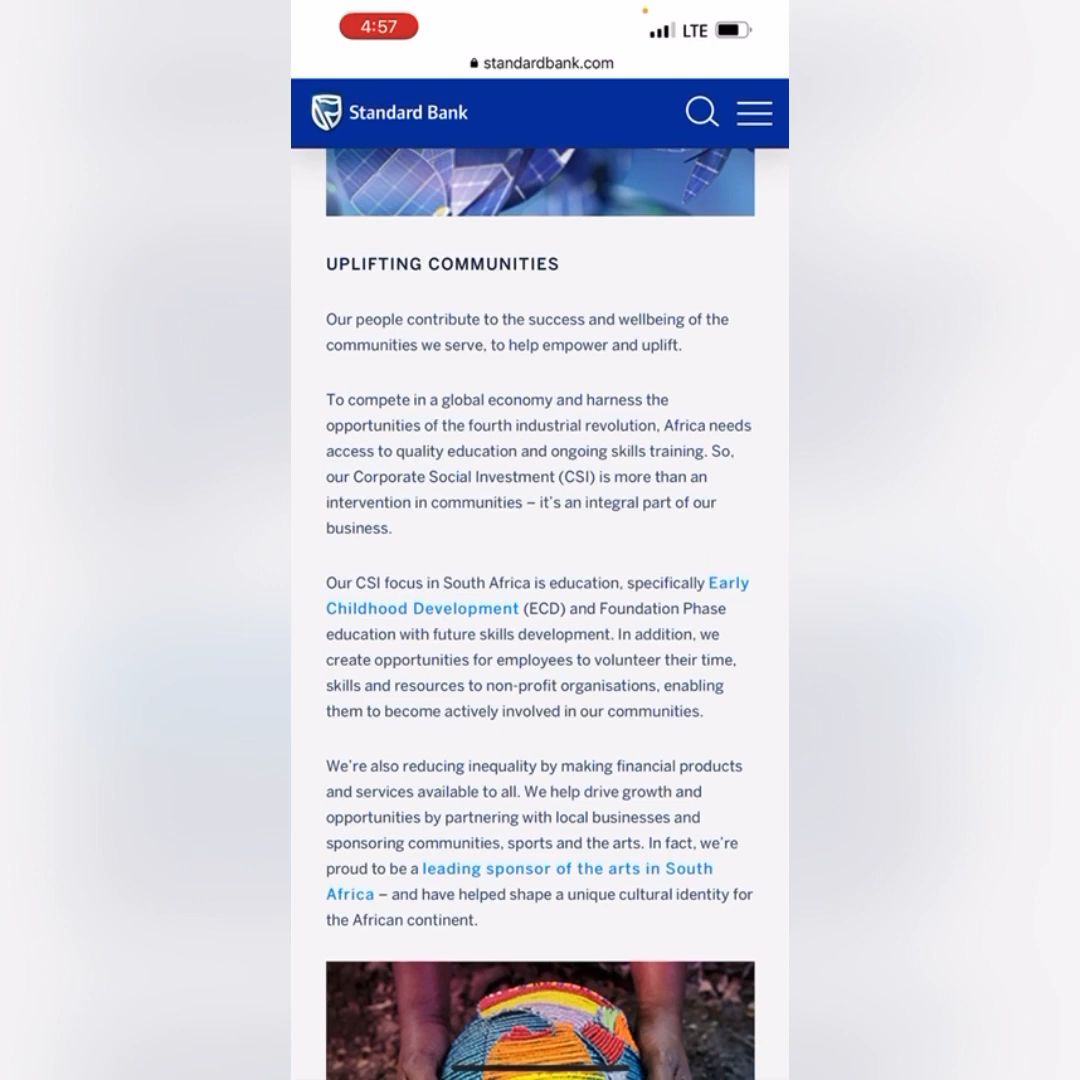 4:57
LTE
standardbank.com
Standard Bank
UPLIFTING COMMUNITIES
Our people contribute to the success and wellbeing of the
communities we serve, to help empower and uplift.
To compete in a global economy and harness the
opportunities of the fourth industrial revolution, Africa needs
access to quality education and ongoing skills training. So,
our Corporate Social Investment (CSI) is more than an
intervention in communities – it's an integral part of our
business.
Our CSI focus in South Africa is education, specifically Early
Childhood Development (ECD) and Foundation Phase
education with future skills development. In addition, we
create opportunities for employees to volunteer their time,
skills and resources to non-profit organisations, enabling
them to become actively involved in our communities.
We're also reducing inequality by making financial products
and services available to all. We help drive growth and
opportunities by partnering with local businesses and
sponsoring communities, sports and the arts. In fact, we're
proud to be a leading sponsor of the arts in South
Africa – and have helped shape a unique cultural identity for
the African continent.